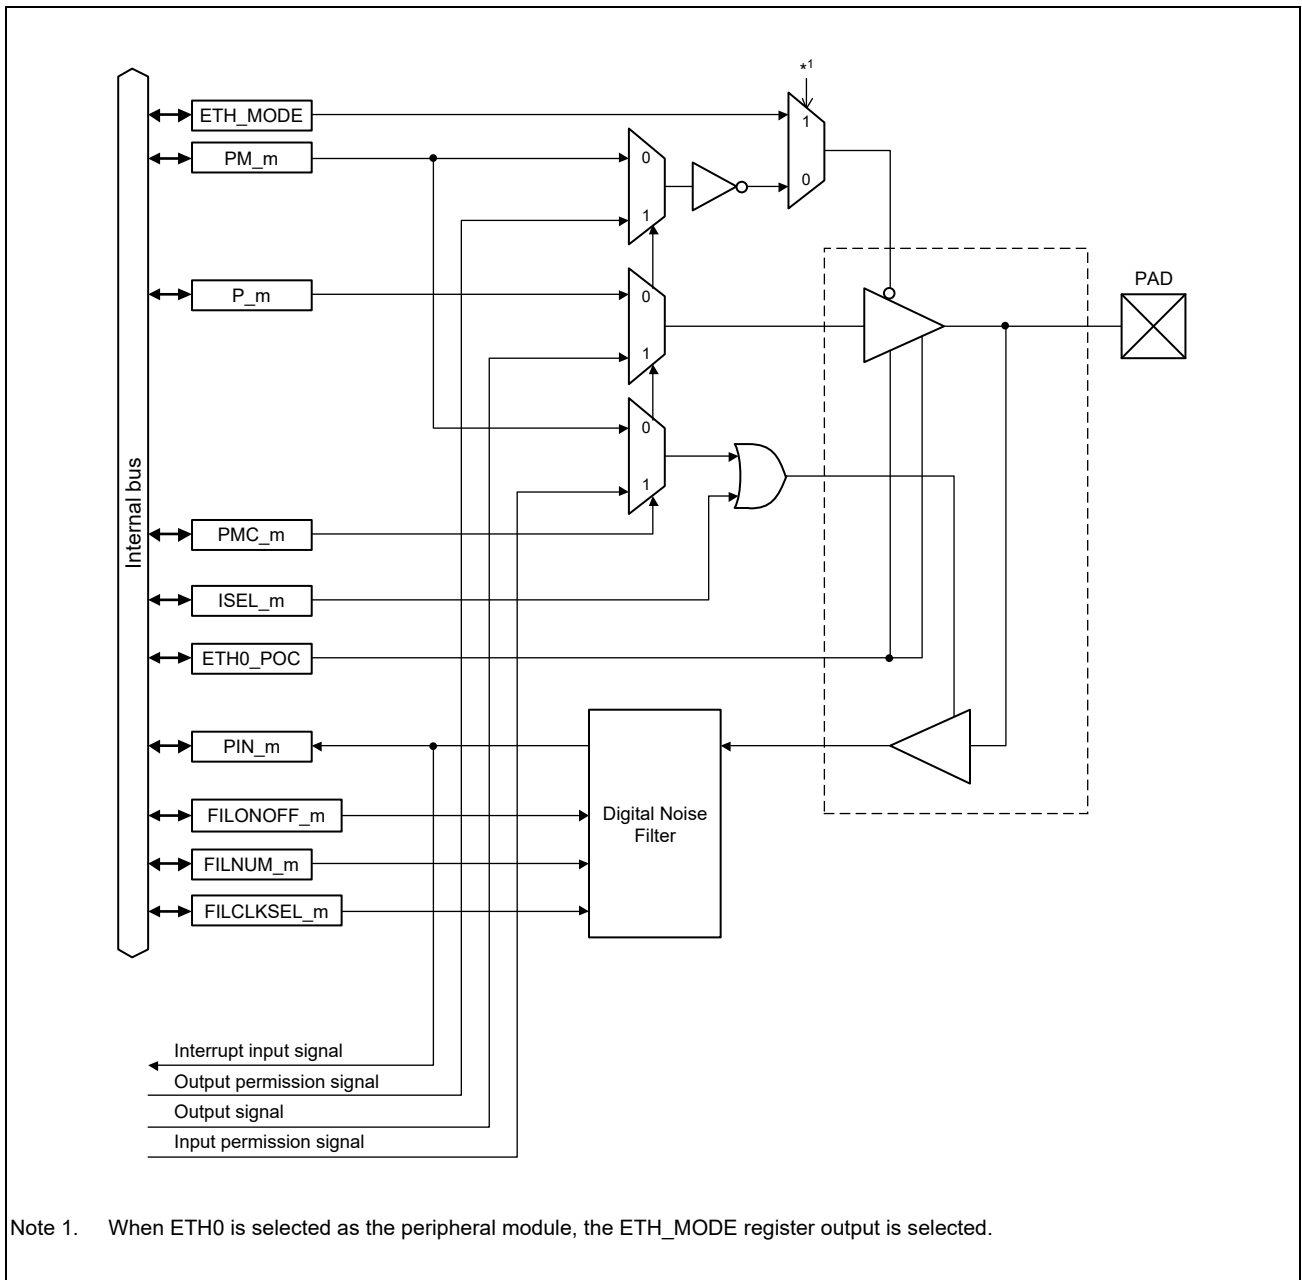 *1
ETH_MODE
1
PM_m
0
0
1
PAD
P_m
0
1
0
Internal bus
1
PMC_m
ISEL_m
ETH0_POC
PIN_m
FILONOFF_m
Digital Noise
Filter
FILNUM_m
FILCLKSEL_m
Interrupt input signal
Output permission signal
Output signal
Input permission signal
Note 1. When ETH0 is selected as the peripheral module, the ETH_MODE register output is selected.